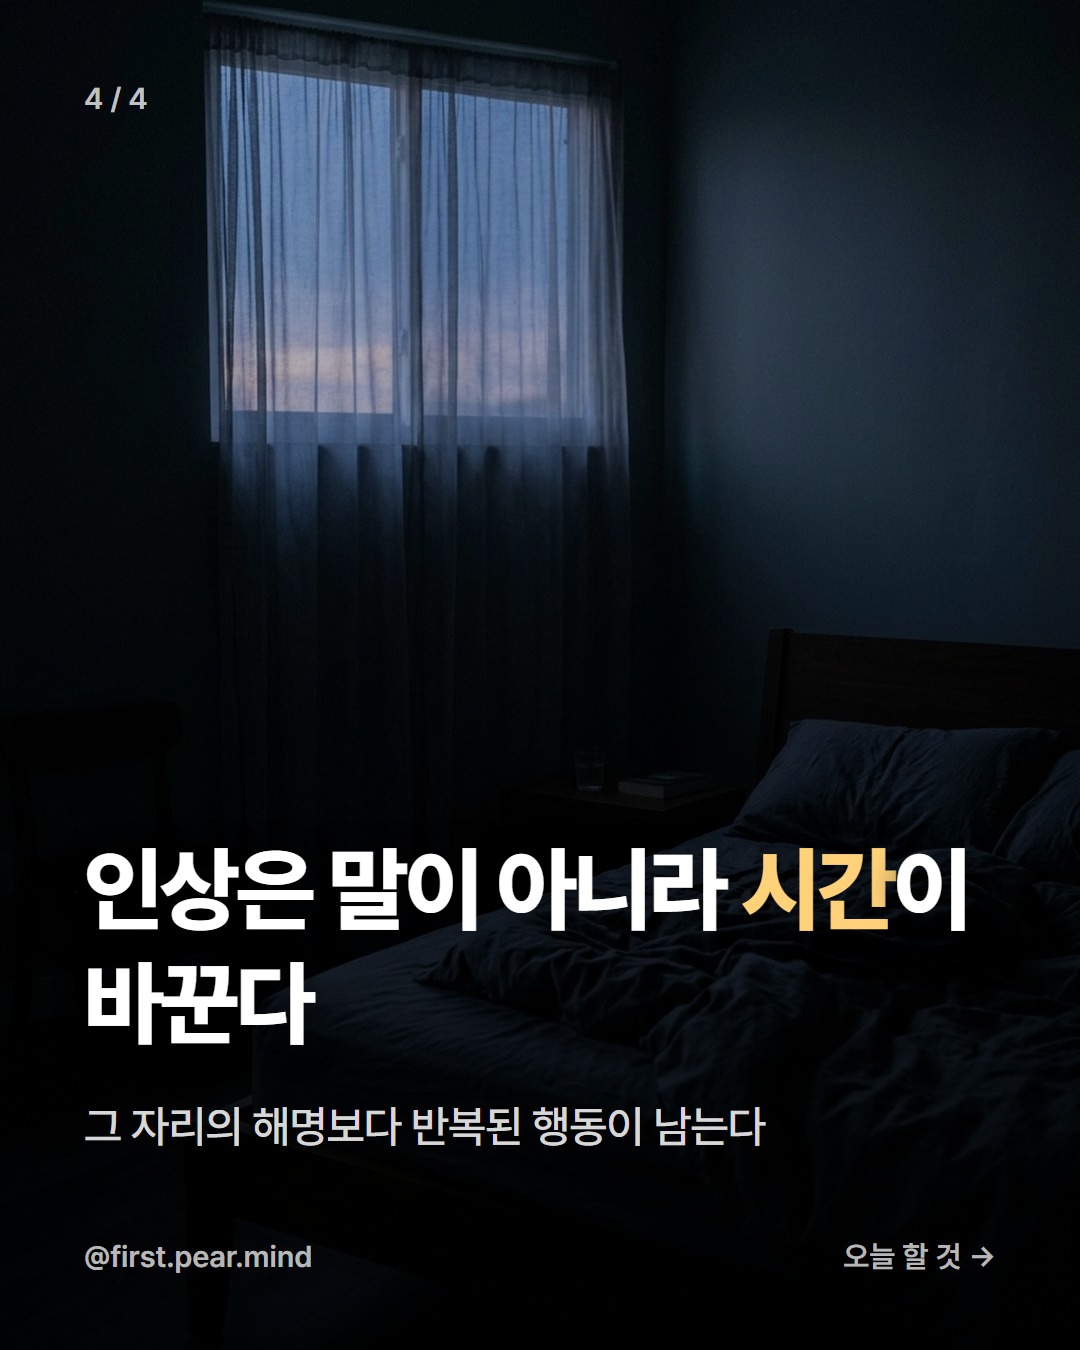 4 / 4
인상은 말이 아니라 시간이
바꾼다
그 자리의 해명보다 반복된 행동이 남는다
@first.pear.mind
오늘 할 것 →